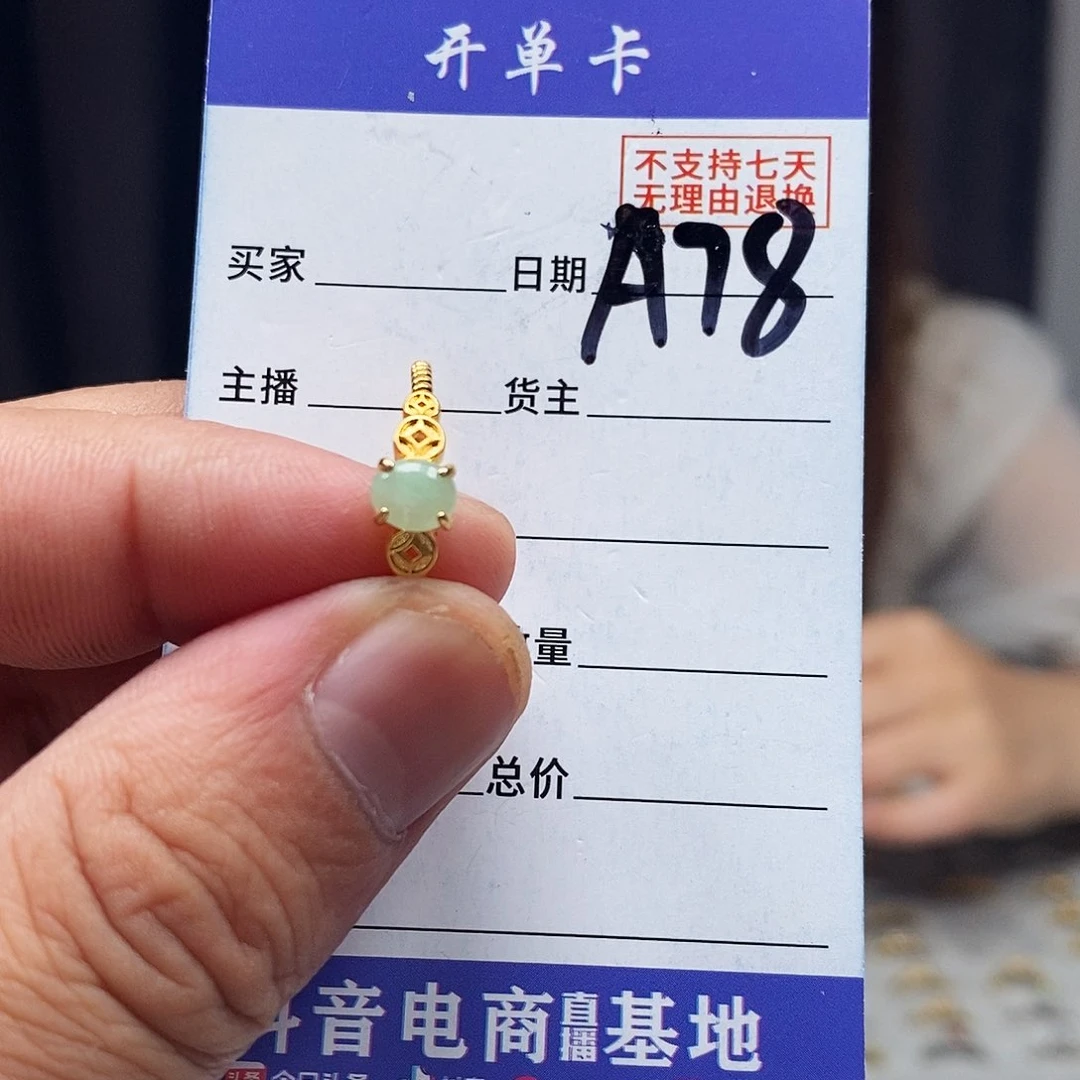 开单卡
不支持七天
无理由退换
A78
买家 日期
主播 货主
量
总价
音电商直播基地